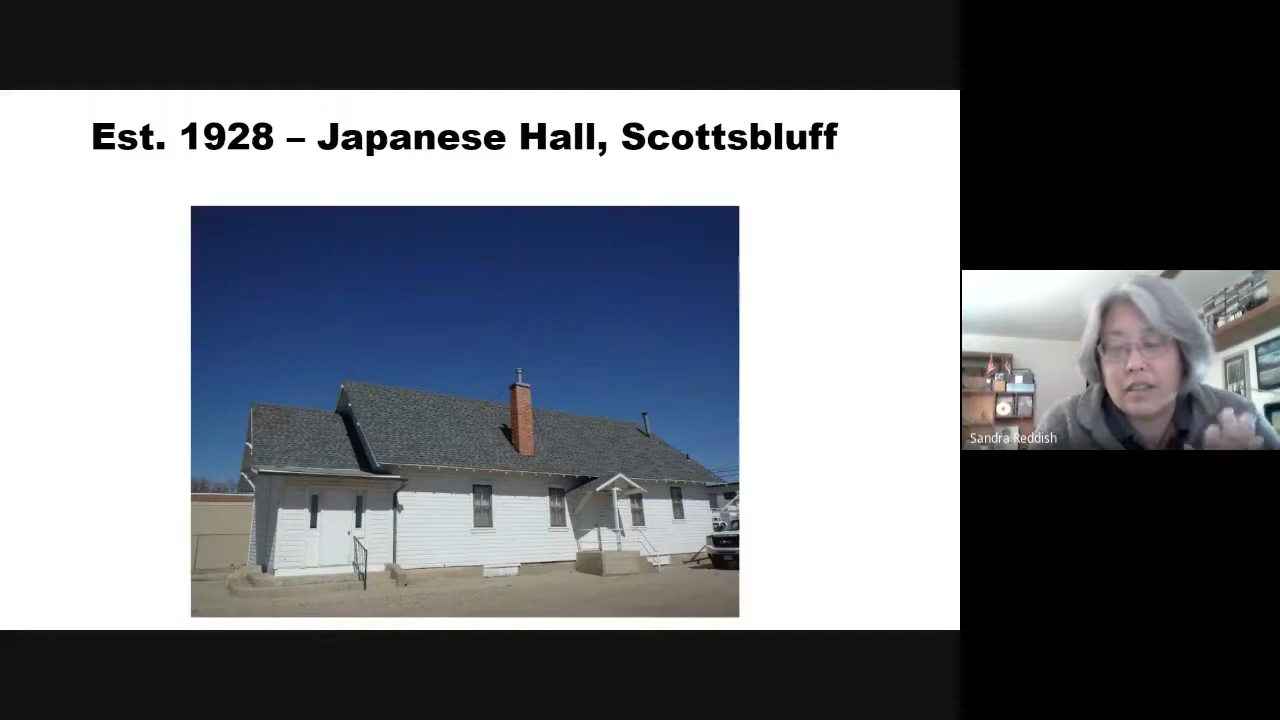 Est. 1928 – Japanese Hall, Scottsbluff
Sandra Reddish